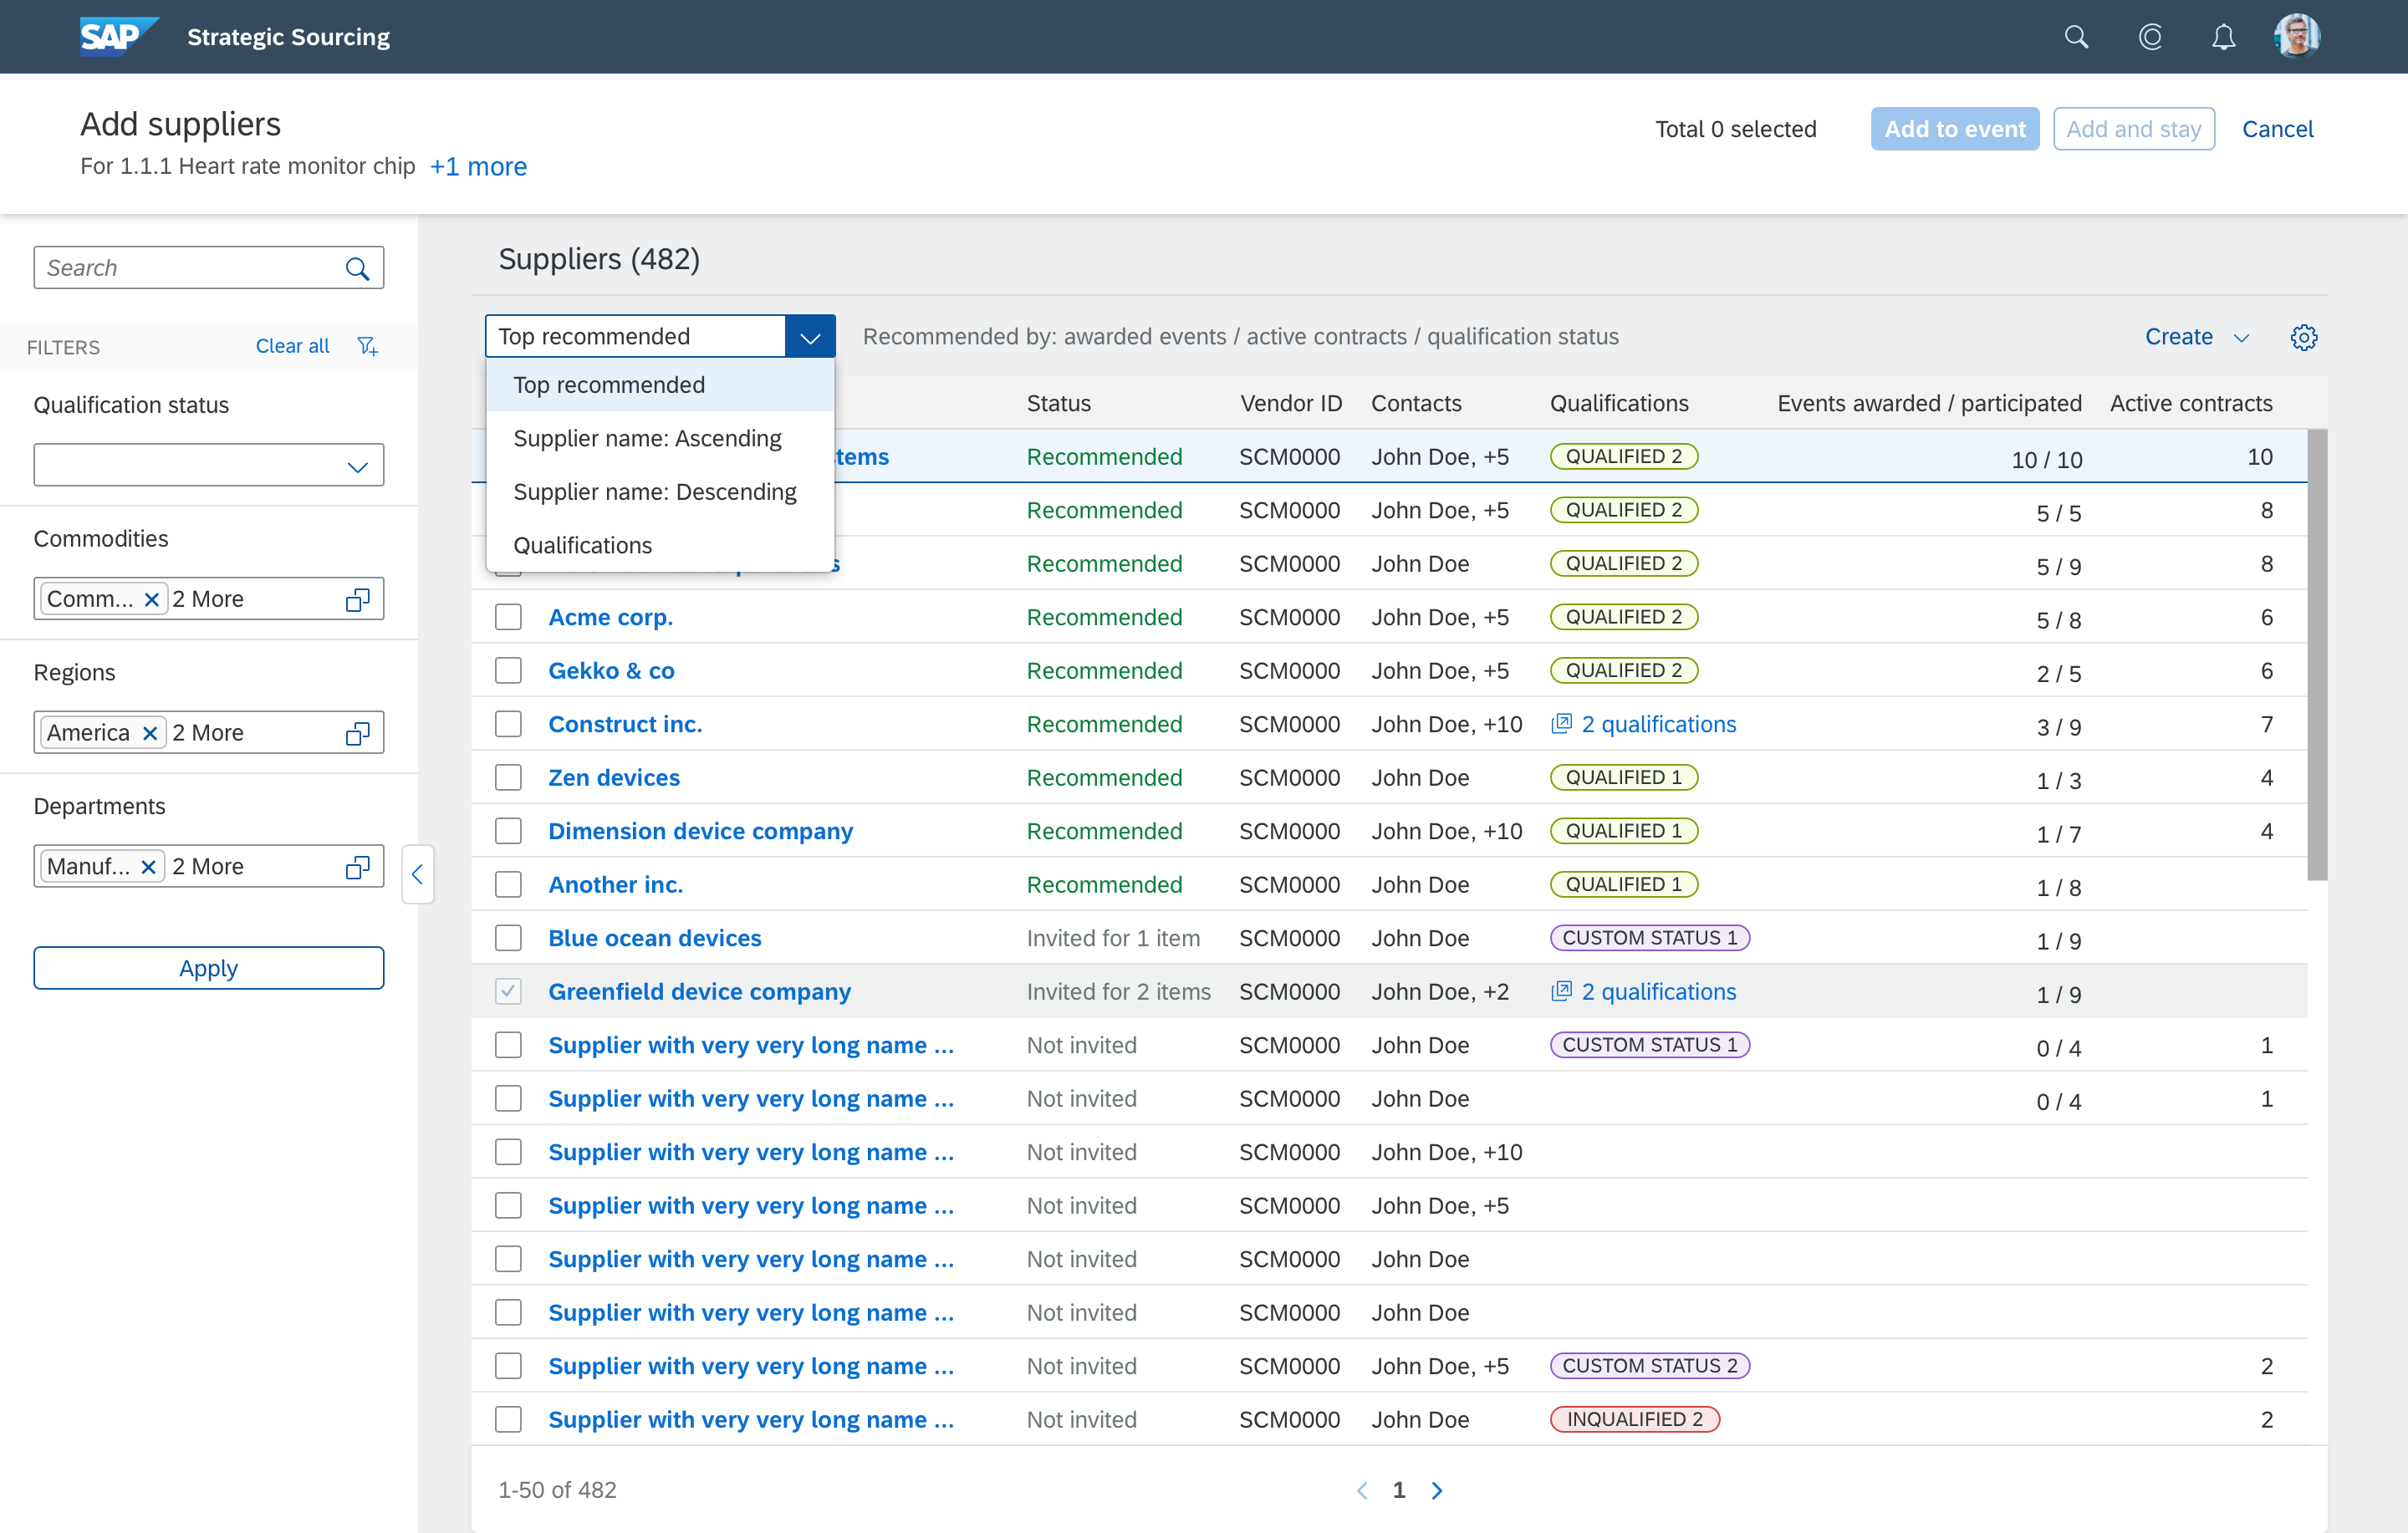 SAP Strategic Sourcing
Add suppliers
For 1.1.1 Heart rate monitor chip +1 more
Total 0 selected Add to event Add and stay Cancel
Search
FILTERS Clear all
Qualification status
Commodities
Comm... 2 More
Regions
America 2 More
Departments
Manuf... 2 More
Apply
Suppliers (482)
Top recommended Recommended by: awarded events / active contracts / qualification status Create
Top recommended
Supplier name: Ascending
Supplier name: Descending
Qualifications
Status Vendor ID Contacts Qualifications Events awarded / participated Active contracts
Recommended SCM0000 John Doe, +5 QUALIFIED 2 10 / 10 10
Recommended SCM0000 John Doe, +5 QUALIFIED 2 5 / 5 8
Recommended SCM0000 John Doe QUALIFIED 2 5 / 9 8
Acme corp. Recommended SCM0000 John Doe, +5 QUALIFIED 2 5 / 8 6
Gekko & co Recommended SCM0000 John Doe, +5 QUALIFIED 2 2 / 5 6
Construct inc. Recommended SCM0000 John Doe, +10 2 qualifications 3 / 9 7
Zen devices Recommended SCM0000 John Doe QUALIFIED 1 1 / 3 4
Dimension device company Recommended SCM0000 John Doe, +10 QUALIFIED 1 1 / 7 4
Another inc. Recommended SCM0000 John Doe QUALIFIED 1 1 / 8
Blue ocean devices Invited for 1 item SCM0000 John Doe CUSTOM STATUS 1 1 / 9
Greenfield device company Invited for 2 items SCM0000 John Doe, +2 2 qualifications 1 / 9
Supplier with very very long name ... Not invited SCM0000 John Doe CUSTOM STATUS 1 0 / 4 1
Supplier with very very long name ... Not invited SCM0000 John Doe 0 / 4 1
Supplier with very very long name ... Not invited SCM0000 John Doe, +10
Supplier with very very long name ... Not invited SCM0000 John Doe, +5
Supplier with very very long name ... Not invited SCM0000 John Doe
Supplier with very very long name ... Not invited SCM0000 John Doe
Supplier with very very long name ... Not invited SCM0000 John Doe, +5 CUSTOM STATUS 2 2
Supplier with very very long name ... Not invited SCM0000 John Doe INQUALIFIED 2 2
1-50 of 482 1